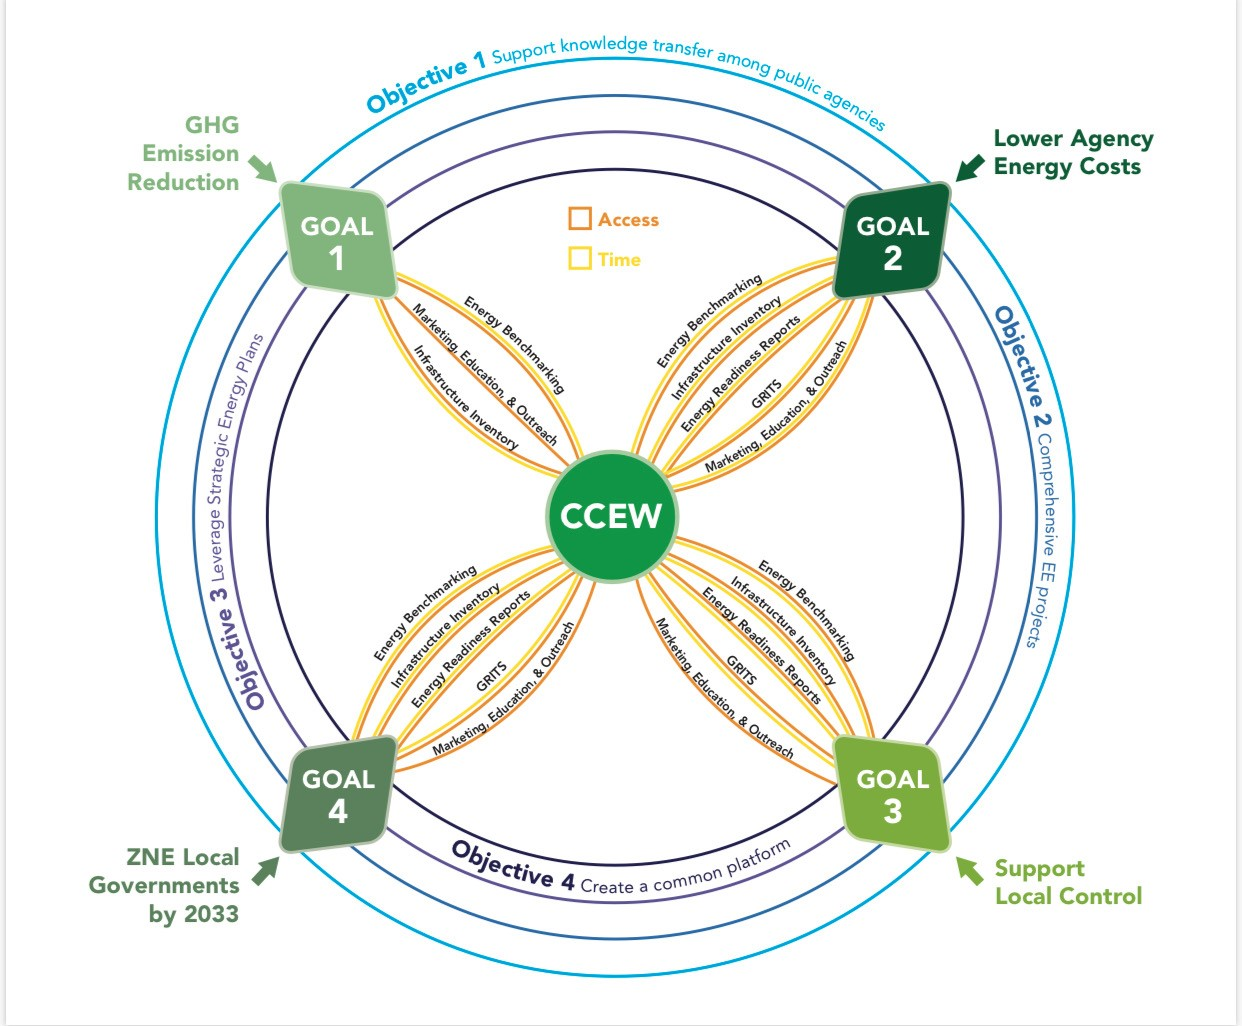 Objective 1 Support knowledge transfer among public agencies
GHG
Emission
Reduction
Lower Agency
Energy Costs
GOAL
1
GOAL
2
Access
Time
Energy Benchmarking
Marketing, Education, & Outreach
Infrastructure Inventory
Energy Benchmarking
Infrastructure Inventory
Energy Readiness Reports
GRITS
Marketing, Education, & Outreach
Objective 2 Comprehensive EE projects
Objective 3 Leverage Strategic Energy Plans
CCEW
Energy Benchmarking
Infrastructure Inventory
Energy Readiness Reports
GRITS
Marketing, Education, & Outreach
Energy Benchmarking
Infrastructure Inventory
Energy Readiness Reports
GRITS
Marketing, Education, & Outreach
GOAL
4
GOAL
3
Objective 4 Create a common platform
ZNE Local
Governments
by 2033
Support
Local Control